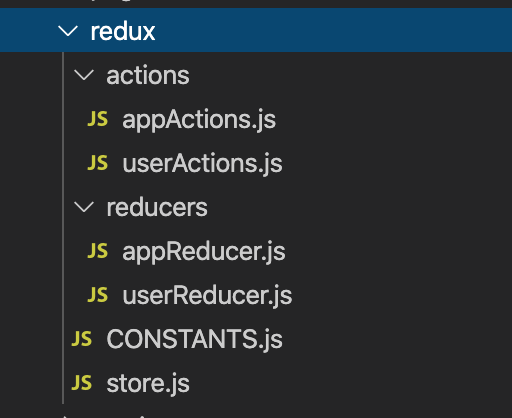 redux
actions
JS appActions.js
JS userActions.js
reducers
JS appReducer.js
JS userReducer.js
JS CONSTANTS.js
JS store.js